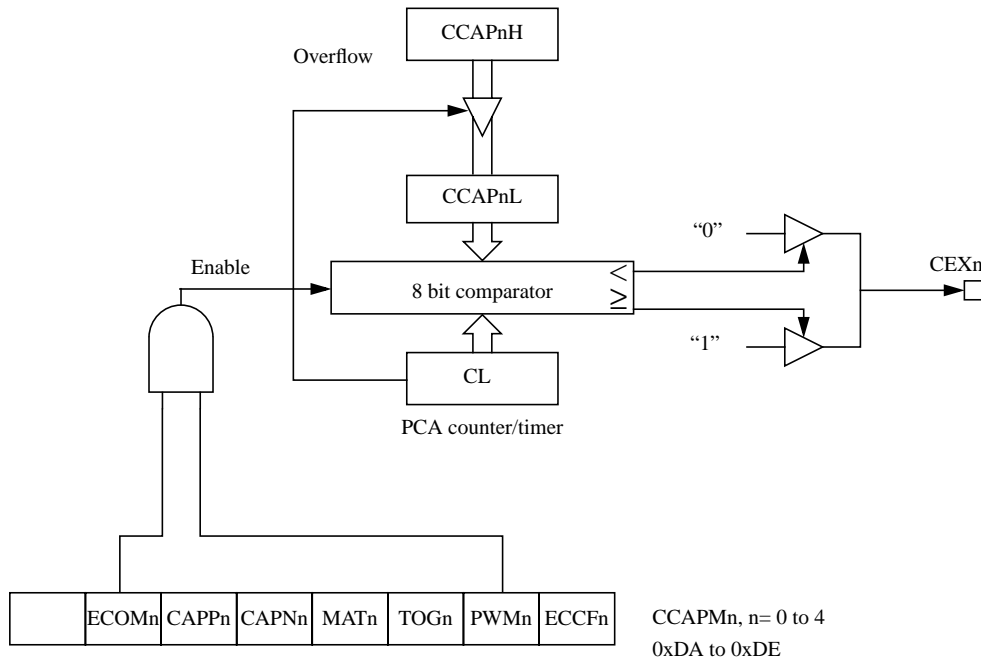 CCAPnH
Overflow
CCAPnL
“0”
<
Enable
8 bit comparator
≥
CEXn
“1”
CL
PCA counter/timer
ECOMn CAPPn CAPNn MATn TOGn PWMn ECCFn
CCAPMn, n= 0 to 4
0xDA to 0xDE